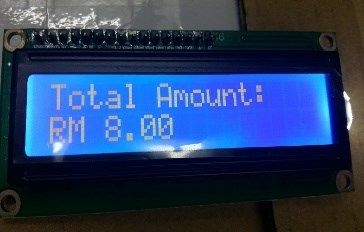 Total Amount:
RM 8.00